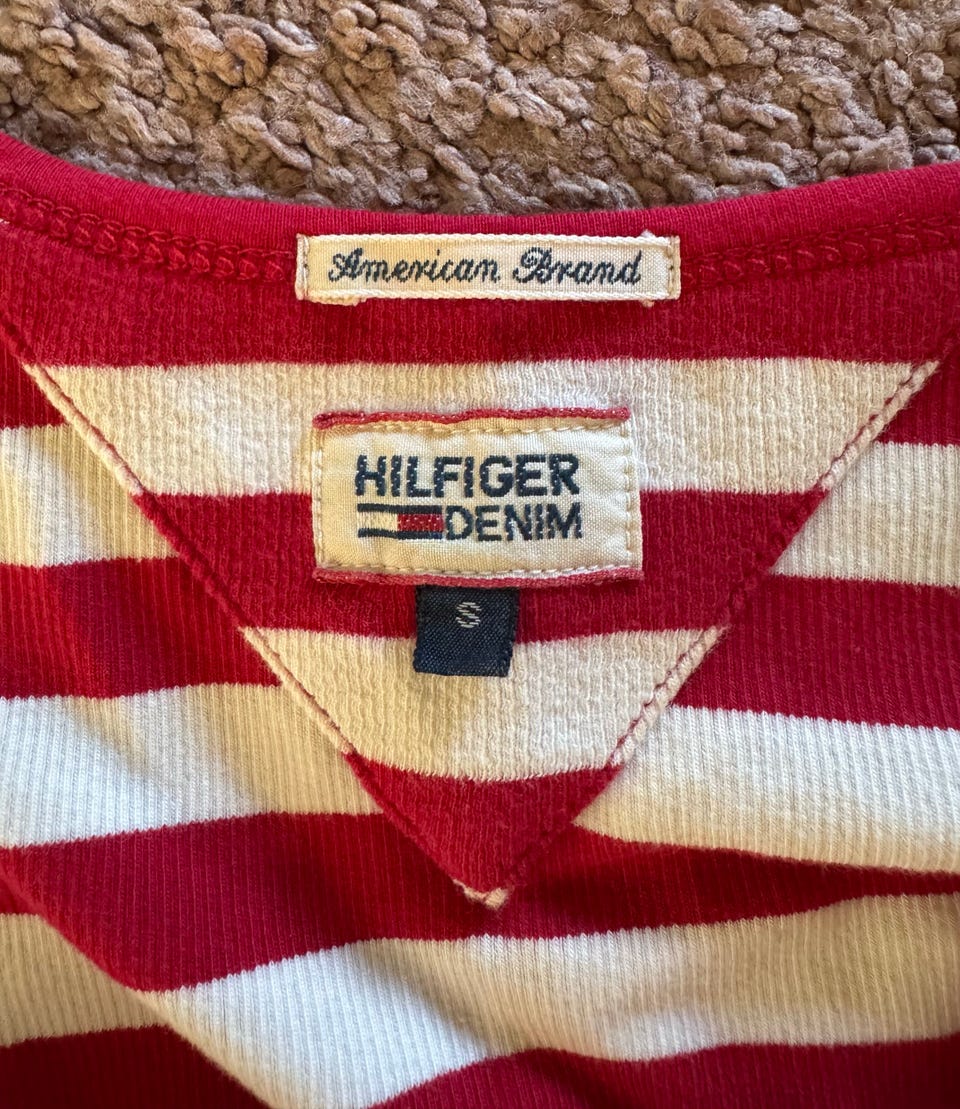 American Brand
HILFIGER
DENIM
S